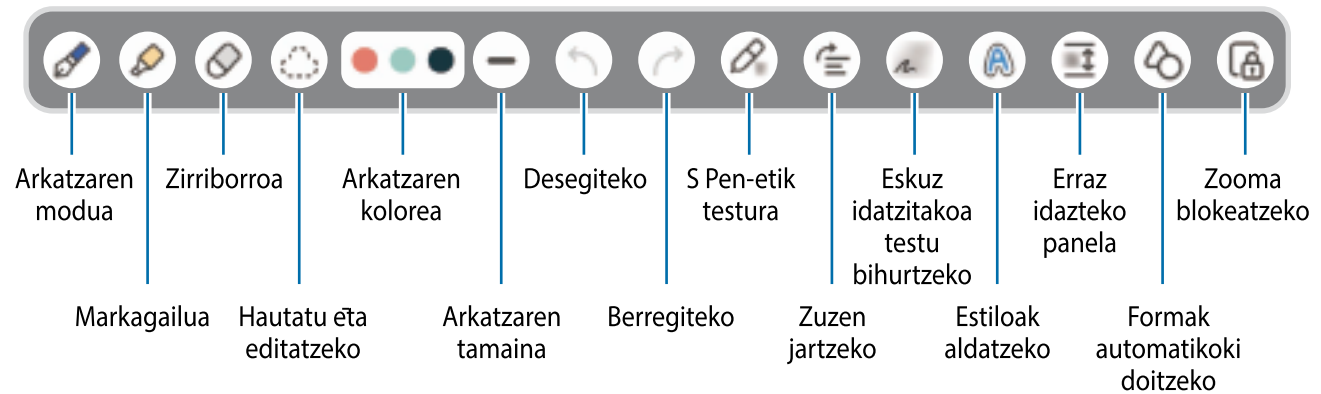 Arkatzaren
modua
Zirriborroa
Arkatzaren
kolorea
Desegiteko
S Pen-etik
testura
Eskuz
idatzitakoa
testu
bihurtzeko
Erraz
idazteko
panela
Zooma
blokeatzeko
Markagailua
Hautatu eta
editatzeko
Arkatzaren
tamaina
Berregiteko
Zuzen
jartzeko
Estiloak
aldatzeko
Formak
automatikoki
doitzeko